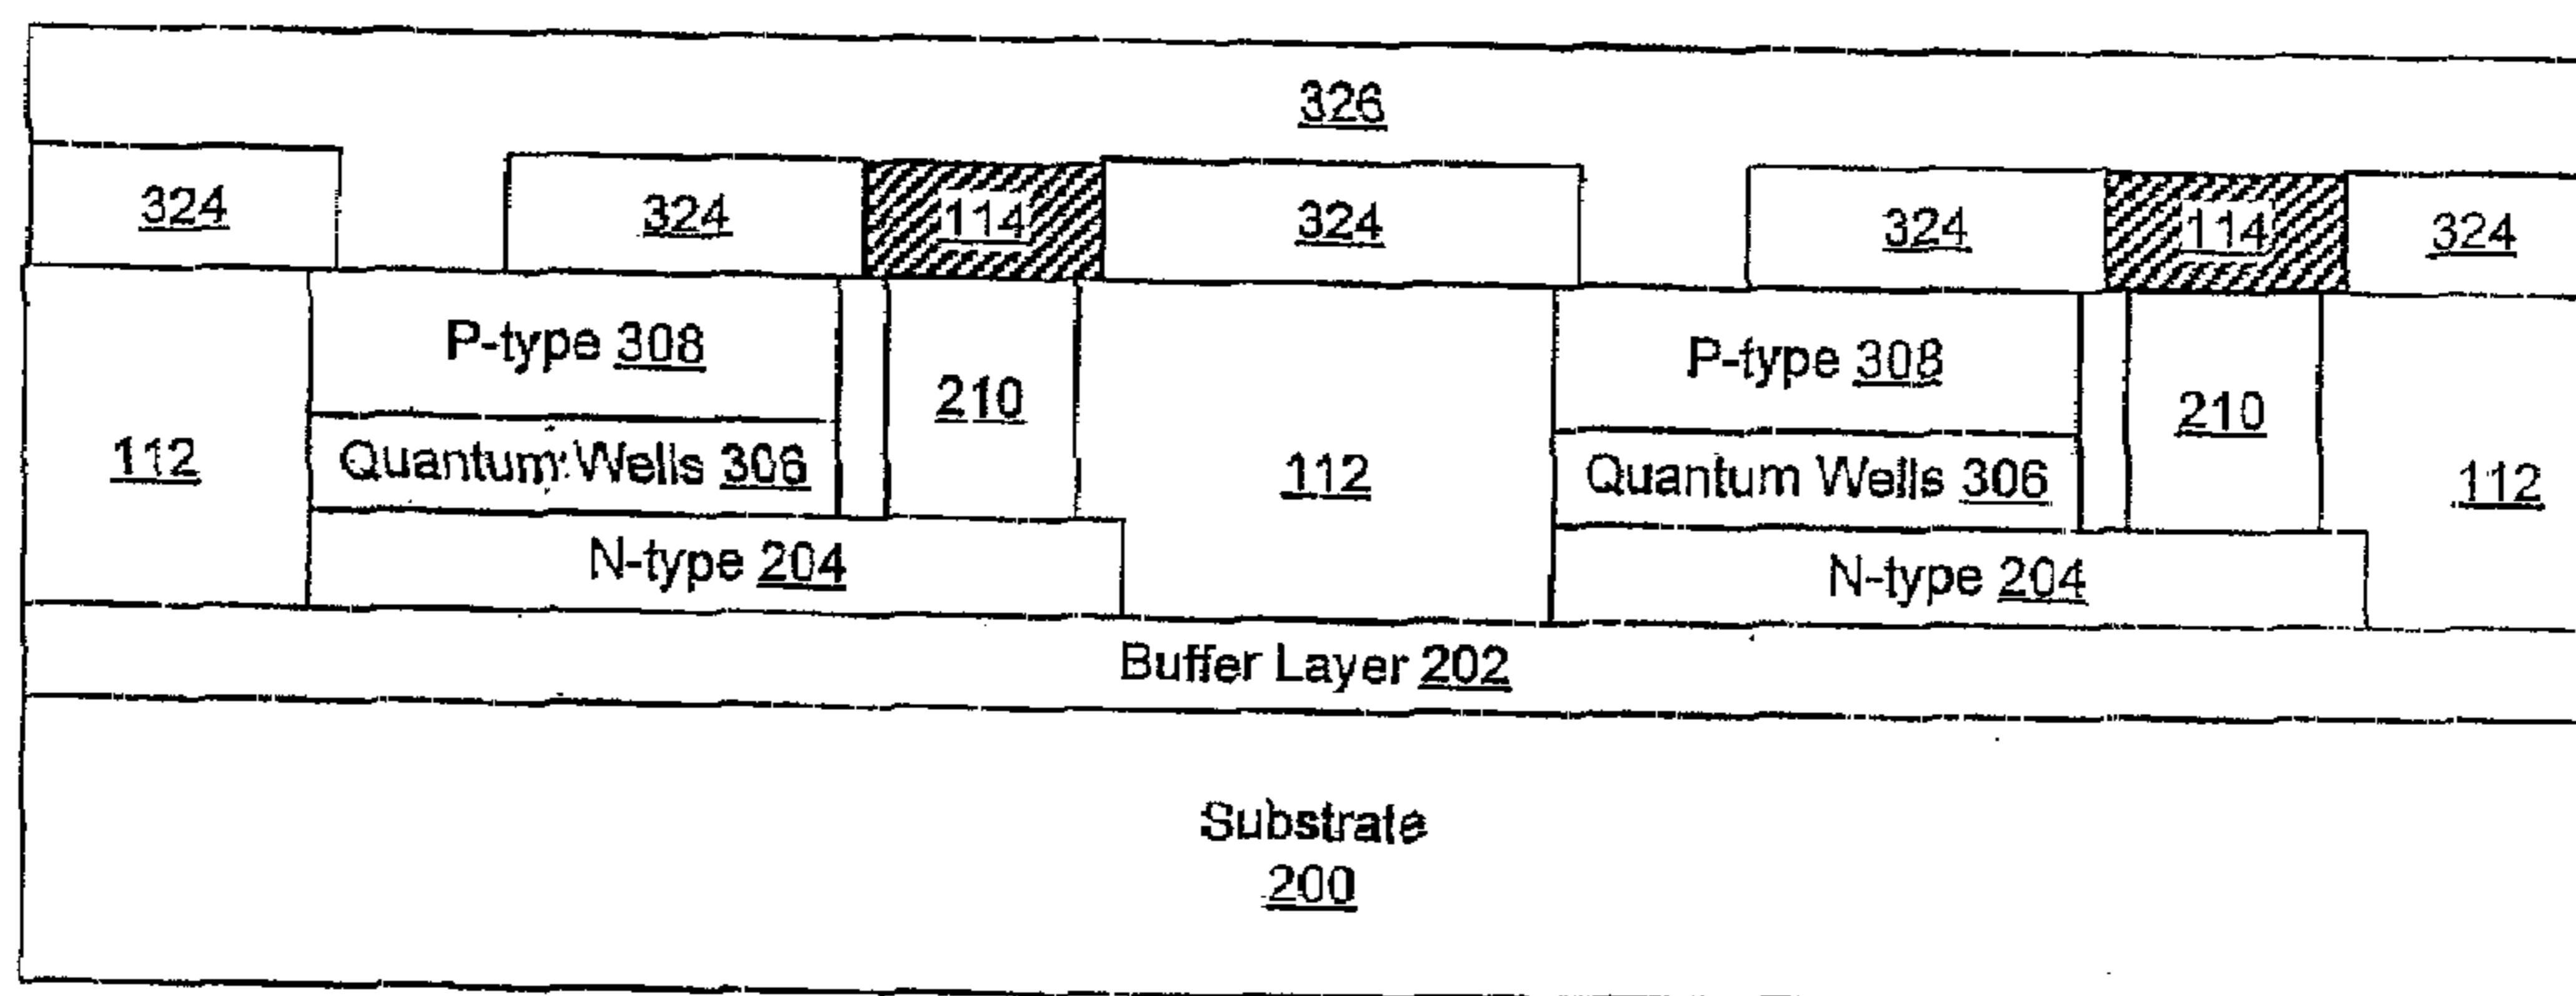 326
324 324 114 324 324 114 324
P-type 308 P-type 308
210 210
112 Quantum Wells 306 112 Quantum Wells 306 112
N-type 204 N-type 204
Buffer Layer 202
Substrate
200